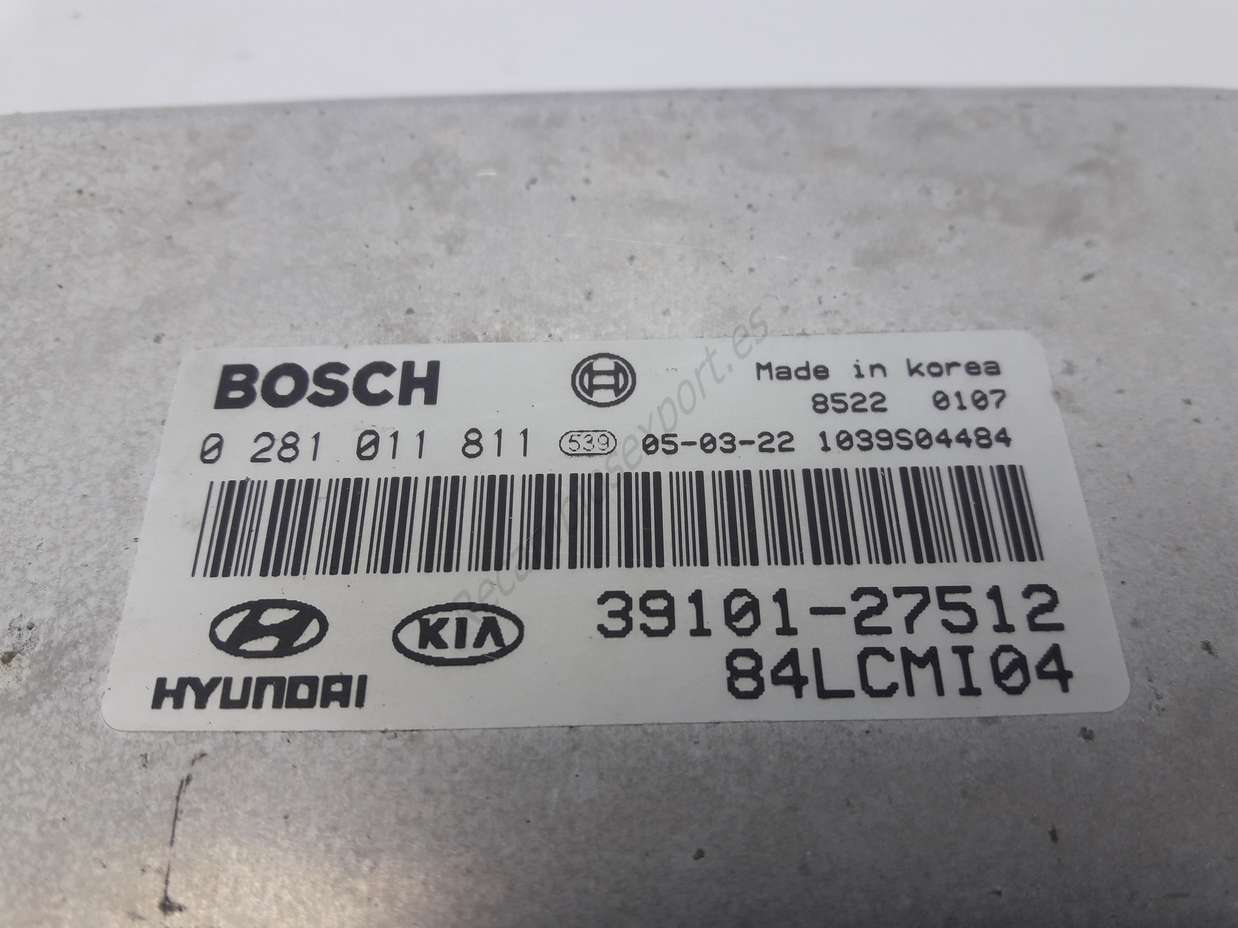 BOSCH
Made in korea
8522 0107
0 281 011 811 539 05-03-22 1039S04484
HYUNDAI
KIA
39101-27512
84LCMI04